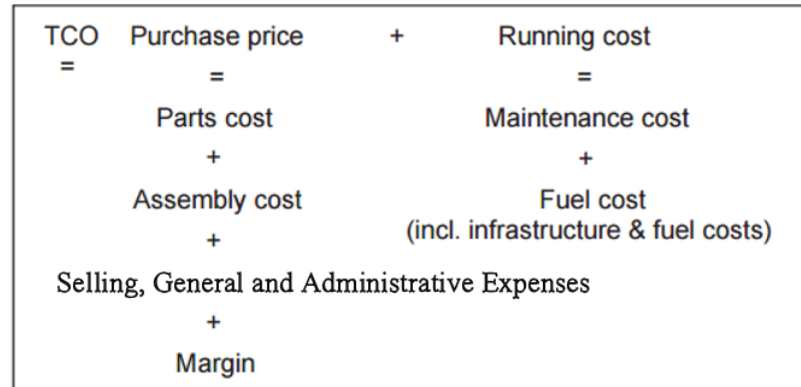 TCO Purchase price + Running cost
= = =
Parts cost Maintenance cost
+ +
Assembly cost Fuel cost
+ (incl. infrastructure & fuel costs)
Selling, General and Administrative Expenses
+
Margin